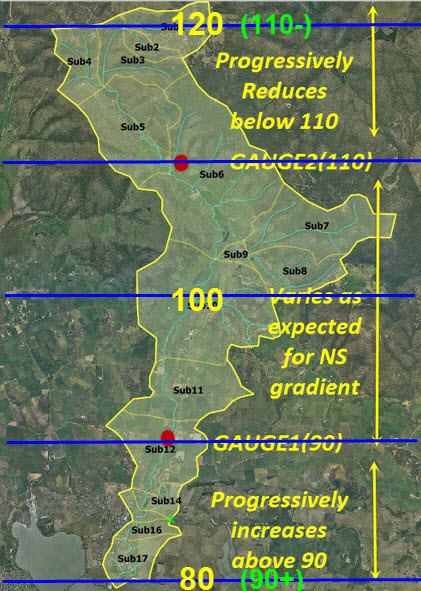 120 (110-)
Sub2
Sub3
Sub4
Progressively
Reduces
below 110
Sub5
GAUGE2(110)
Sub6
Sub7
Sub9
Sub8
100
Varies as
expected
for NS
gradient
Sub11
GAUGE1(90)
Sub12
Sub14
Progressively
increases
above 90
Sub16
Sub17
80 (90+)